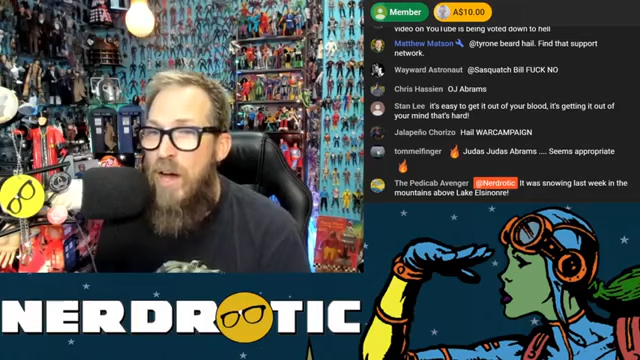 Member
A$10.00
video on YouTube is being voted down to hell
Matthew Matson @tyrone beard hail. Find that support
network.
Wayward Astronaut @Sasquatch Bill FUCK NO
Chris Hassien OJ Abrams
Stan Lee it's easy to get it out of your blood, it's getting it out of
your mind that's hard!
Jalapeño Chorizo Hail WARCAMPAIGN
tommelfinger 🔥 Judas Judas Abrams .... Seems appropriate
🔥
The Pedicab Avenger @Nerdrotic It was snowing last week in the
mountains above Lake Elsinonre!
NERDROTIC